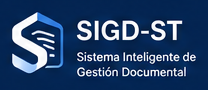 SIGD-ST
Sistema Inteligente de
Gestión Documental